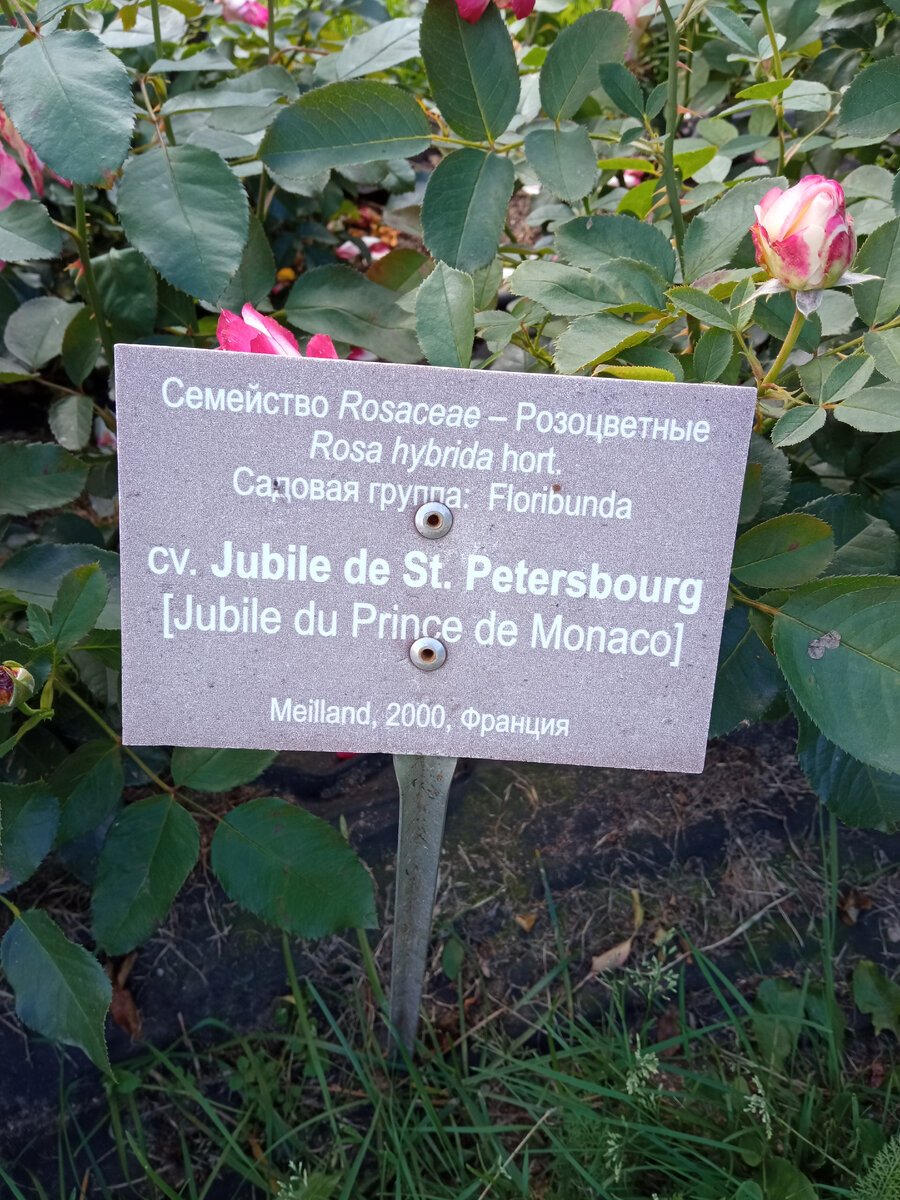 Семейство Rosaceae – Розоцветные
Rosa hybrida hort.
Садовая группа: Floribunda
cv. Jubile de St. Petersbourg
[Jubile du Prince de Monaco]
Meilland, 2000, Франция